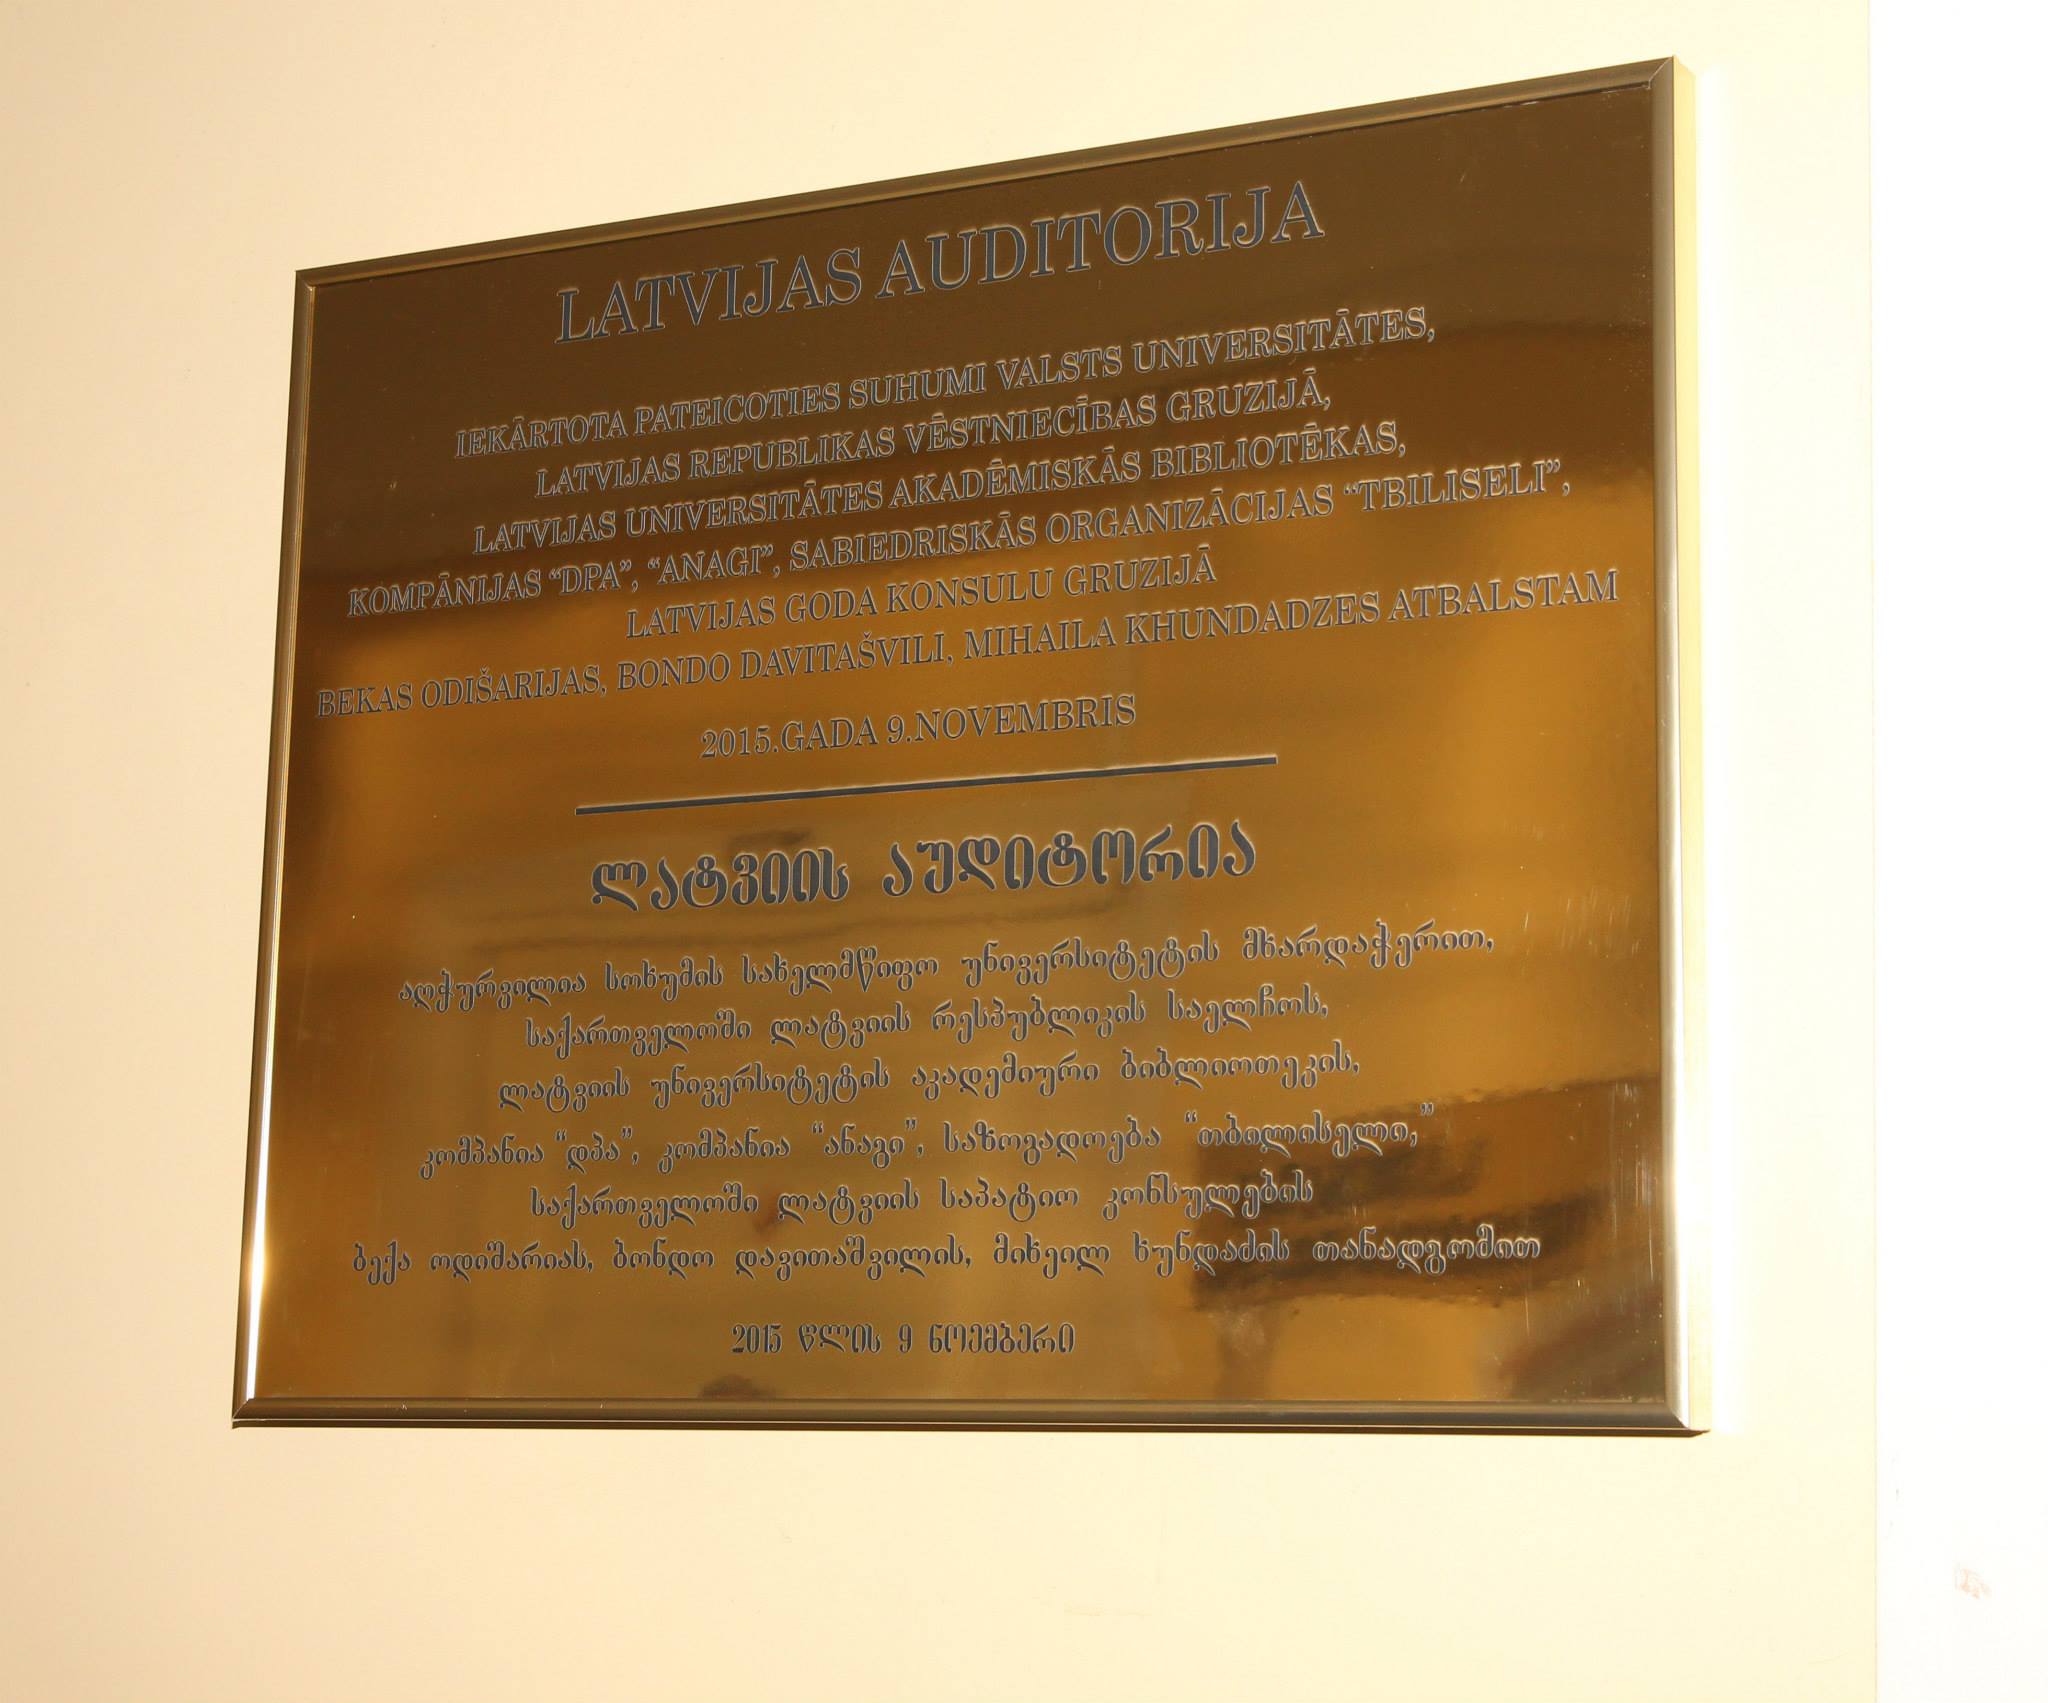 LATVIJAS AUDITORIJA
IEKĀRTOTA PATEICOTIES SUHUMI VALSTS UNIVERSITĀTES,
LATVIJAS REPUBLIKAS VĒSTNIECĪBAS GRUZIJĀ,
LATVIJAS UNIVERSITĀTES AKADĒMISKĀS BIBLIOTĒKAS,
KOMPĀNIJAS “DPA”, “ANAGI”, SABIEDRISKĀS ORGANIZĀCIJAS “TBILISELI”,
LATVIJAS GODA KONSULU GRUZIJĀ
BEKAS ODIŠARIJAS, BONDO DAVITAŠVILI, MIHAILA KHUNDADZES ATBALSTAM
2015.GADA 9.NOVEMBRIS
ლატვიის აუდიტორია
აღჭურვილია სოხუმის სახელმწიფო უნივერსიტეტის მხარდაჭერით,
საქართველოში ლატვიის რესპუბლიკის საელჩოს,
ლატვიის უნივერსიტეტის აკადემიური ბიბლიოთეკის,
კომპანია “დპა”, კომპანია “ანაგი”, საზოგადოება “თბილისელი,”
საქართველოში ლატვიის საპატიო კონსულების
ბექა ოდიშარიას, ბონდო დავითაშვილის, მიხეილ ხუნდაძის თანადგომით
2015 წლის 9 ნოემბერი